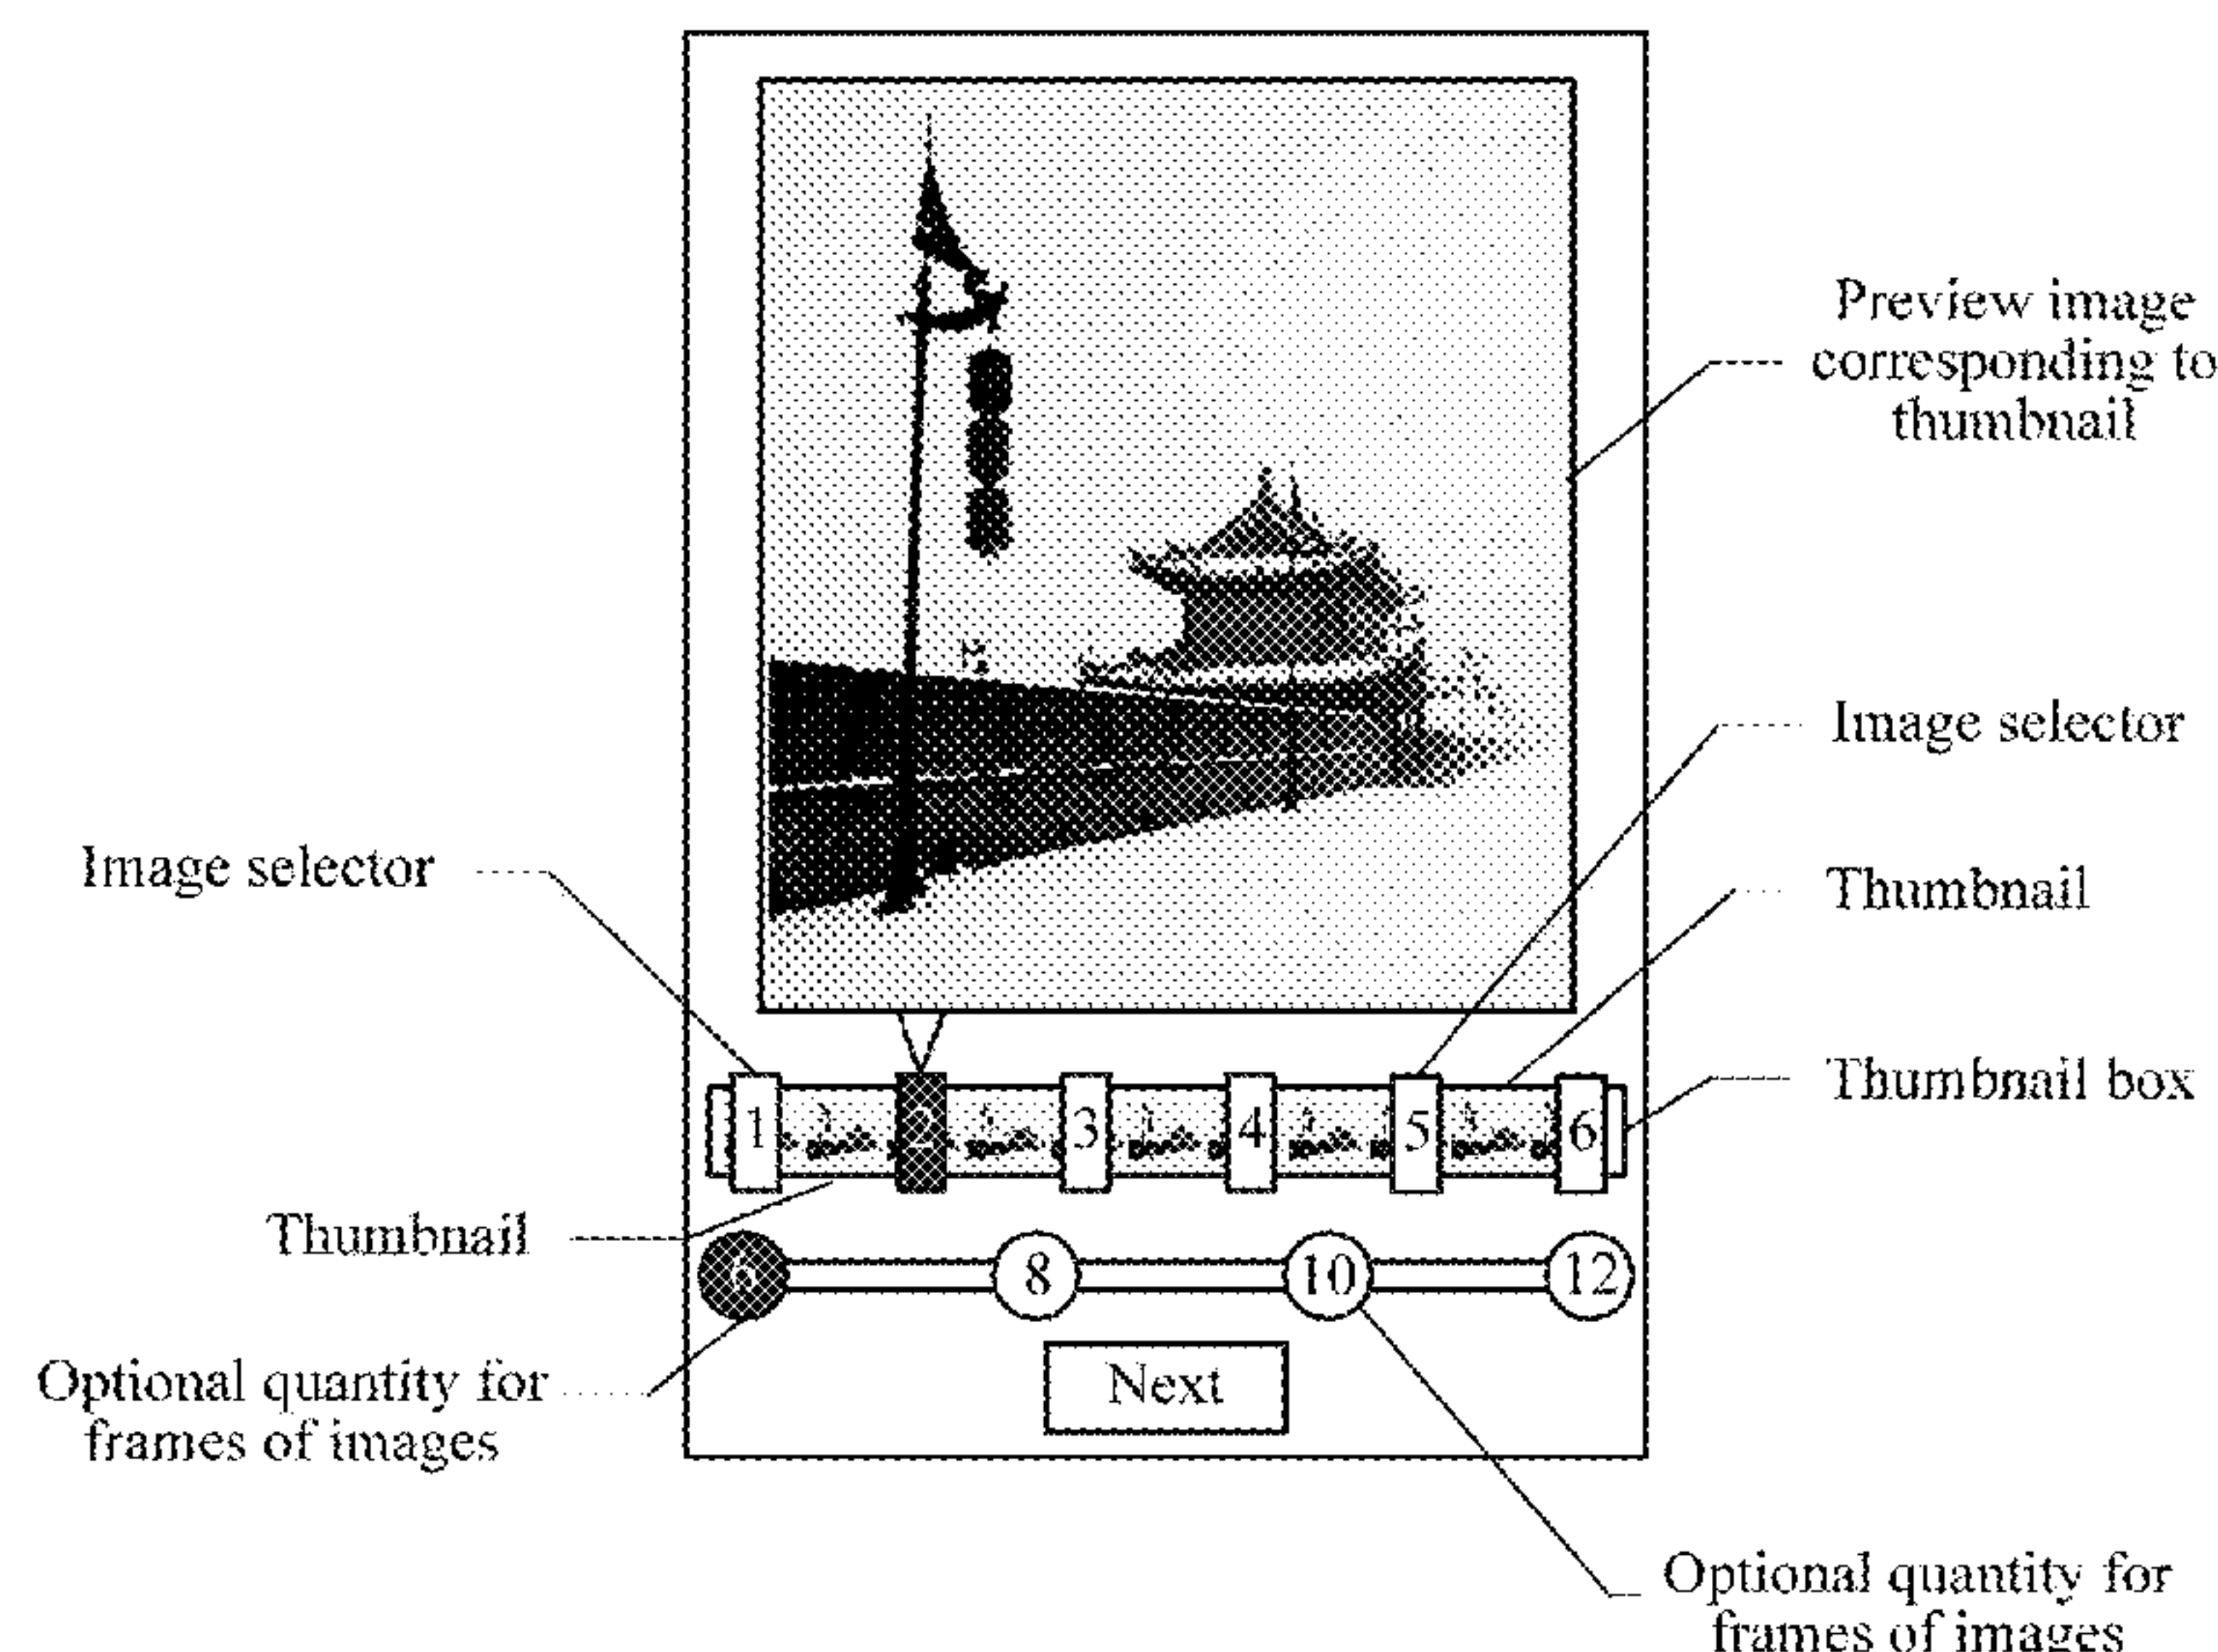 Preview image
corresponding to
thumbnail
Image selector
Image selector
Thumbnail
Thumbnail box
1 2 3 4 5 6
Thumbnail
6 8 10 12
Optional quantity for
frames of images
Next
Optional quantity for
frames of images